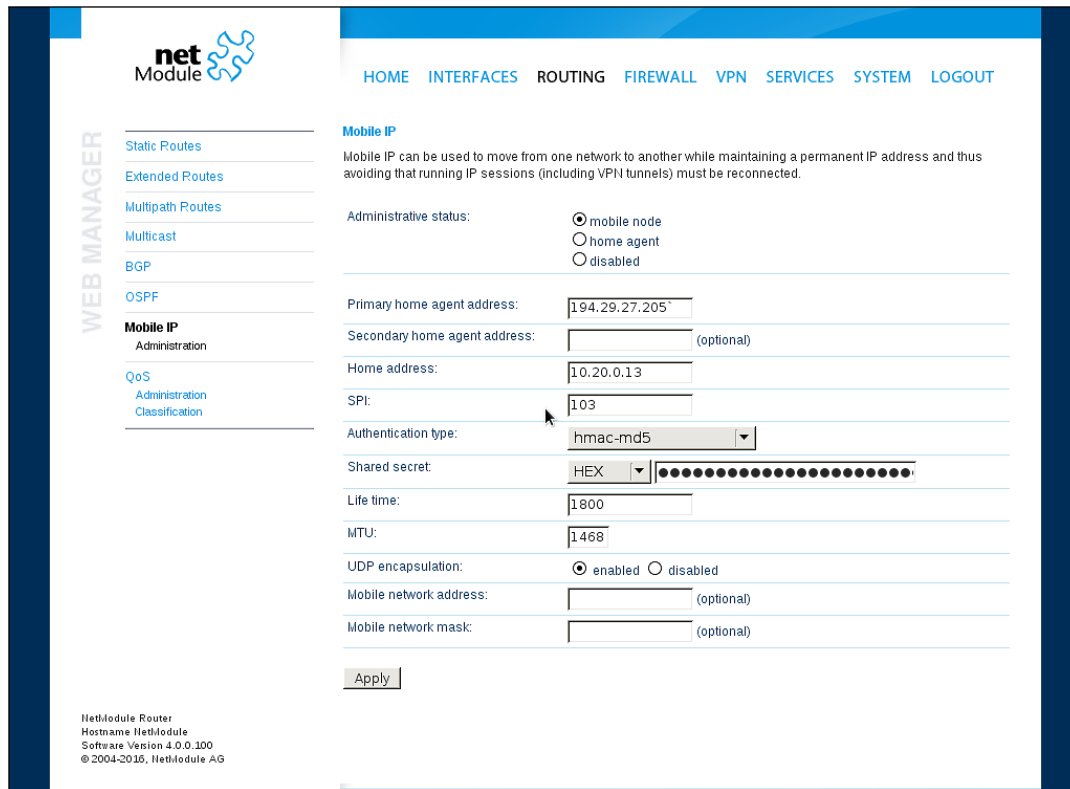 net
Module
HOME INTERFACES ROUTING FIREWALL VPN SERVICES SYSTEM LOGOUT
WEB MANAGER
Static Routes
Extended Routes
Multipath Routes
Multicast
BGP
OSPF
Mobile IP
Administration
QoS
Administration
Classification
Mobile IP
Mobile IP can be used to move from one network to another while maintaining a permanent IP address and thus
avoiding that running IP sessions (including VPN tunnels) must be reconnected.
Administrative status:
mobile node
home agent
disabled
Primary home agent address: 194.29.27.205`
Secondary home agent address: (optional)
Home address: 10.20.0.13
SPI: 103
Authentication type: hmac-md5
Shared secret: HEX
Life time: 1800
MTU: 1468
UDP encapsulation: enabled disabled
Mobile network address: (optional)
Mobile network mask: (optional)
Apply
NetModule Router
Hostname NetModule
Software Version 4.0.0.100
© 2004-2016, NetModule AG